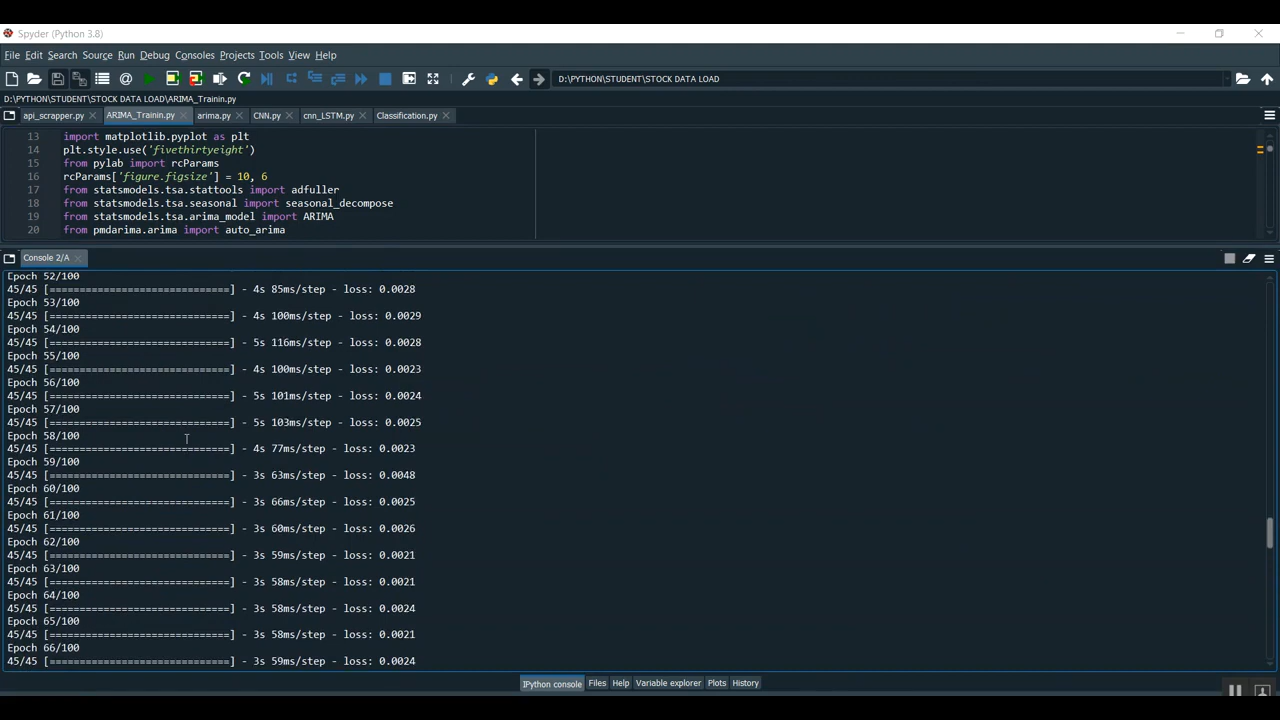 Spyder (Python 3.8)
File Edit Search Source Run Debug Consoles Projects Tools View Help
D:\PYTHON\STUDENT\STOCK DATA LOAD
D:\PYTHON\STUDENT\STOCK DATA LOAD\ARIMA_Trainin.py
api_scrapper.py ARIMA_Trainin.py arima.py CNN.py cnn_LSTM.py Classification.py
13 import matplotlib.pyplot as plt
14 plt.style.use('fivethirtyeight')
15 from pylab import rcParams
16 rcParams['figure.figsize'] = 10, 6
17 from statsmodels.tsa.stattools import adfuller
18 from statsmodels.tsa.seasonal import seasonal_decompose
19 from statsmodels.tsa.arima_model import ARIMA
20 from pmdarima.arima import auto_arima
Console 2/A
Epoch 52/100
45/45 [==============================] - 4s 85ms/step - loss: 0.0028
Epoch 53/100
45/45 [==============================] - 4s 100ms/step - loss: 0.0029
Epoch 54/100
45/45 [==============================] - 5s 116ms/step - loss: 0.0028
Epoch 55/100
45/45 [==============================] - 4s 100ms/step - loss: 0.0023
Epoch 56/100
45/45 [==============================] - 5s 101ms/step - loss: 0.0024
Epoch 57/100
45/45 [==============================] - 5s 103ms/step - loss: 0.0025
Epoch 58/100
45/45 [==============================] - 4s 77ms/step - loss: 0.0023
Epoch 59/100
45/45 [==============================] - 3s 63ms/step - loss: 0.0048
Epoch 60/100
45/45 [==============================] - 3s 66ms/step - loss: 0.0025
Epoch 61/100
45/45 [==============================] - 3s 60ms/step - loss: 0.0026
Epoch 62/100
45/45 [==============================] - 3s 59ms/step - loss: 0.0021
Epoch 63/100
45/45 [==============================] - 3s 58ms/step - loss: 0.0021
Epoch 64/100
45/45 [==============================] - 3s 58ms/step - loss: 0.0024
Epoch 65/100
45/45 [==============================] - 3s 58ms/step - loss: 0.0021
Epoch 66/100
45/45 [==============================] - 3s 59ms/step - loss: 0.0024
IPython console Files Help Variable explorer Plots History